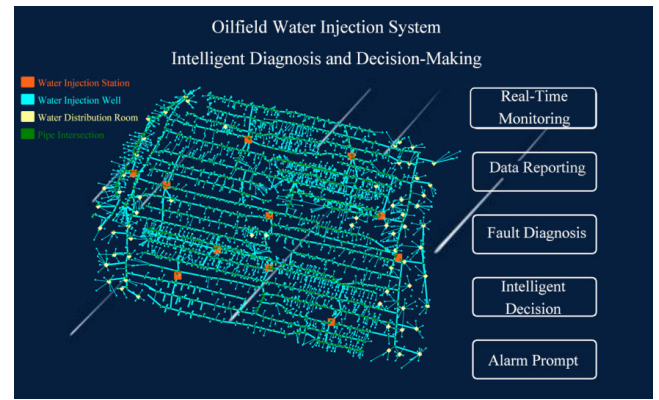 Oilfield Water Injection System
Intelligent Diagnosis and Decision-Making
Water Injection Station
Water Injection Well
Water Distribution Room
Pipe Intersection
Real-Time
Monitoring
Data Reporting
Fault Diagnosis
Intelligent
Decision
Alarm Prompt